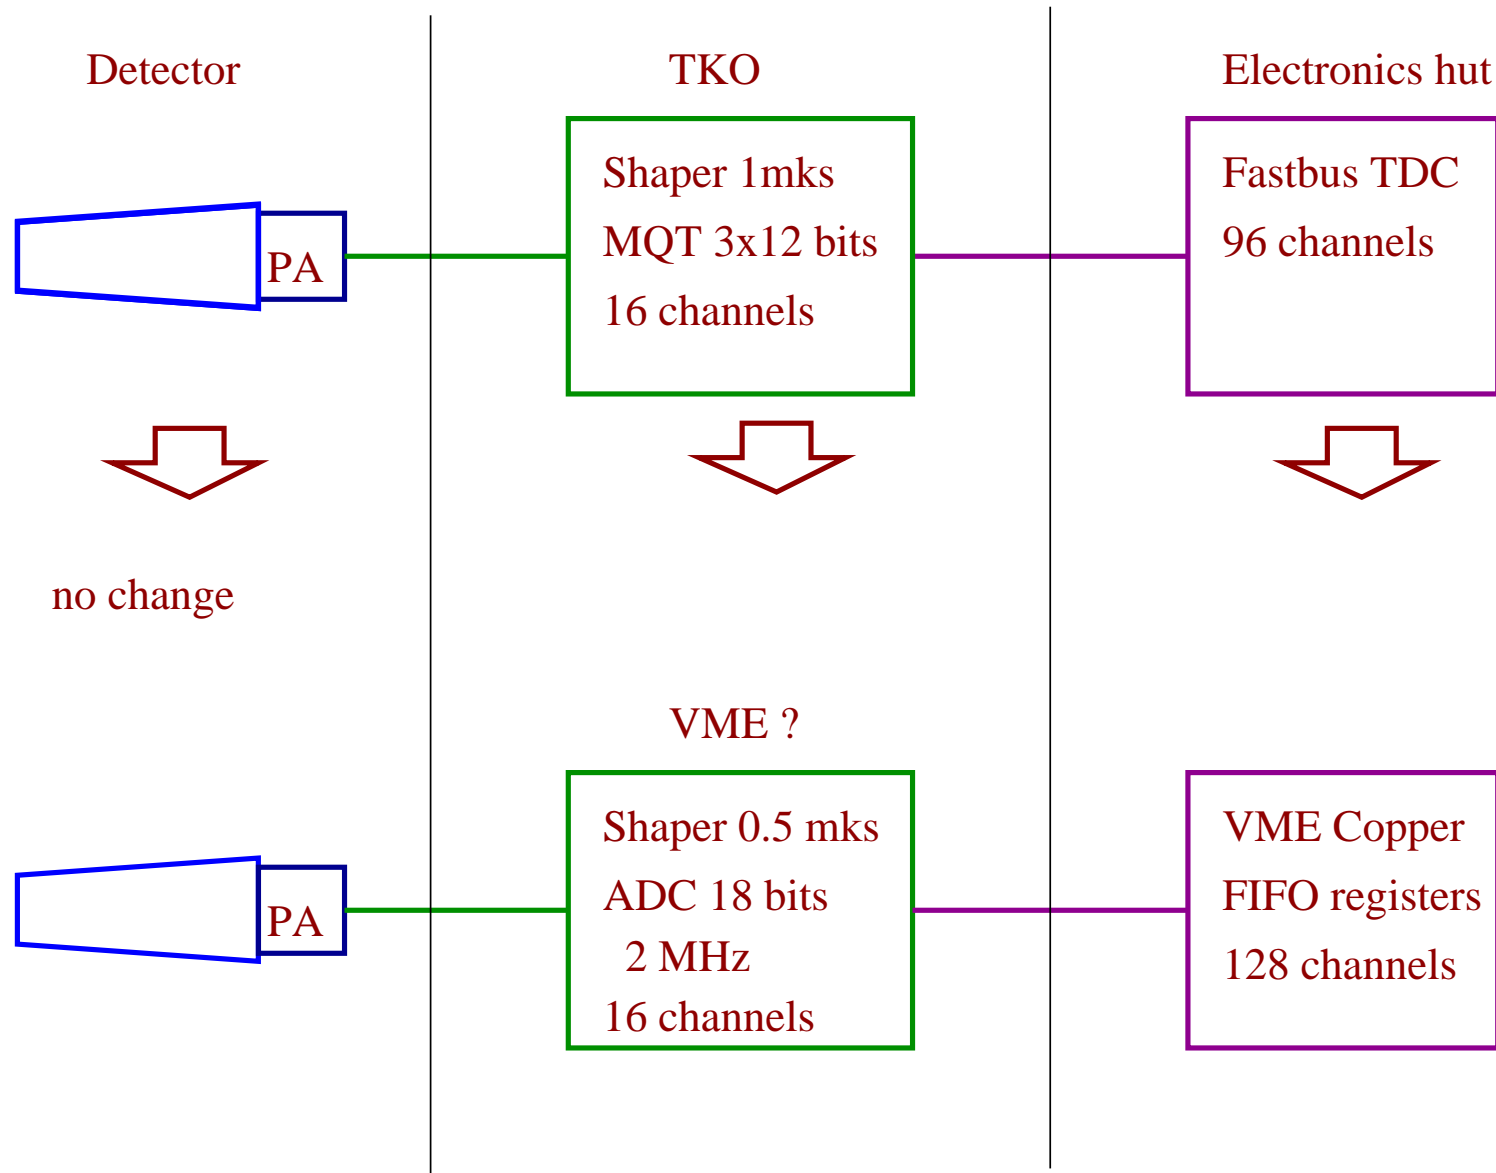 Detector
TKO
Electronics hut
PA
Shaper 1mks
MQT 3x12 bits
16 channels
Fastbus TDC
96 channels
no change
VME ?
PA
Shaper 0.5 mks
ADC 18 bits
2 MHz
16 channels
VME Copper
FIFO registers
128 channels